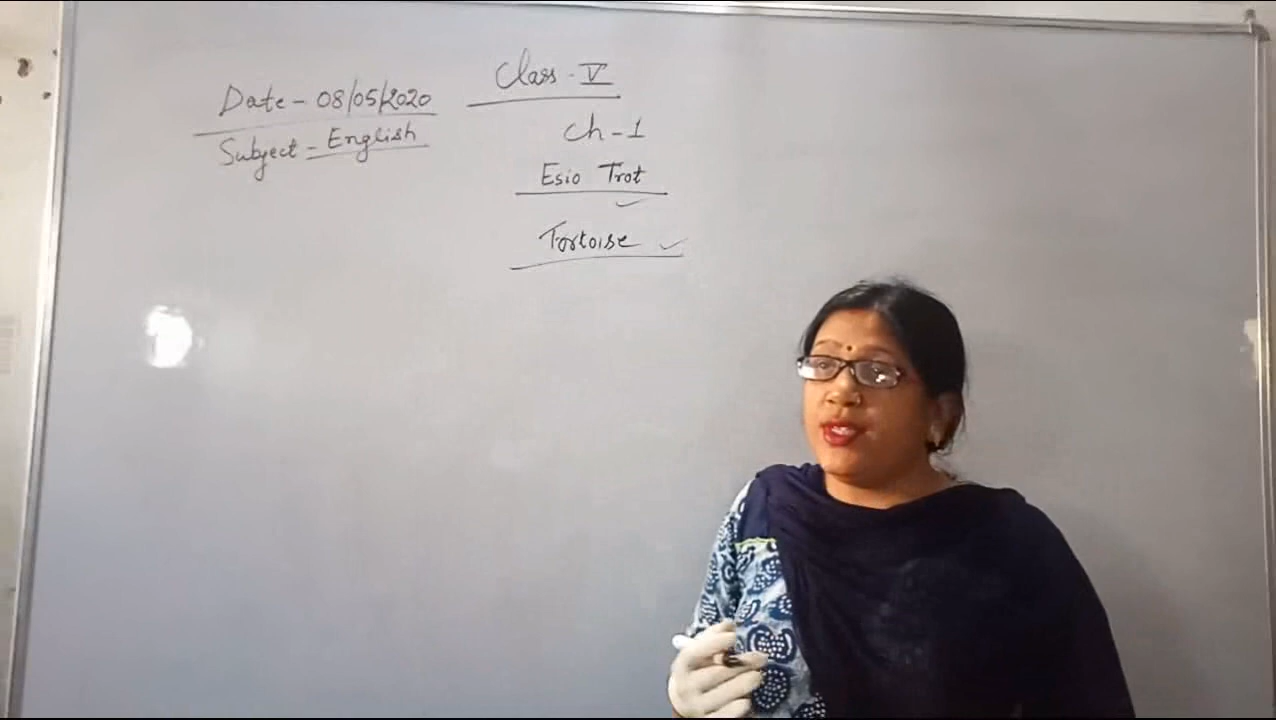 Class - V
Date - 08/05/2020
Subject - English
Ch - 1
Esio Trot
Tortoise